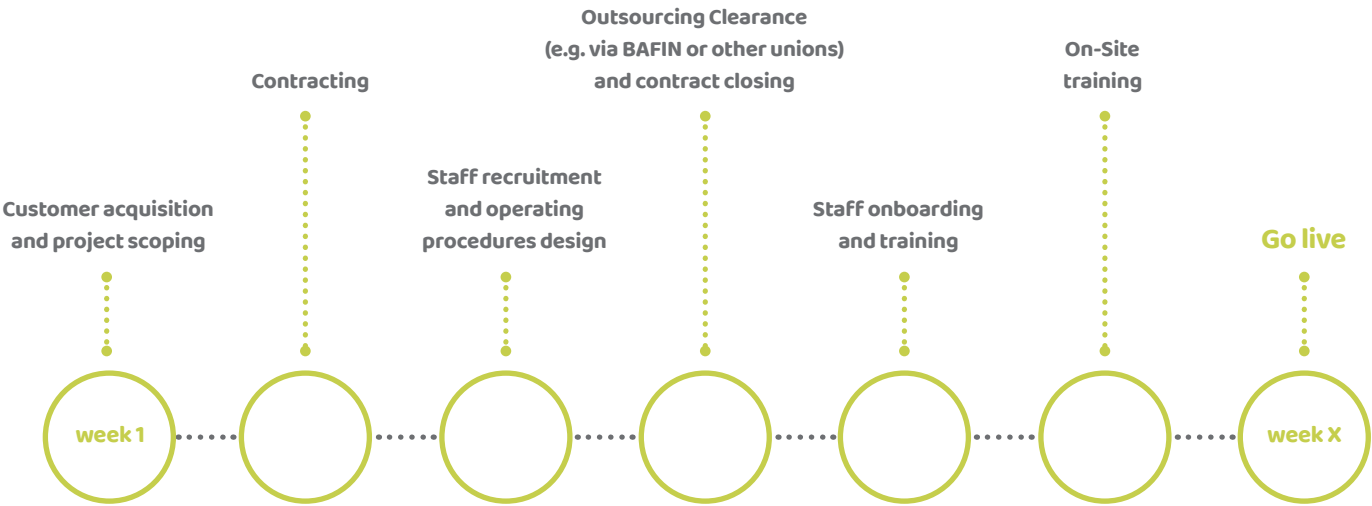 Customer acquisition
and project scoping
Contracting
Staff recruitment
and operating
procedures design
Outsourcing Clearance
(e.g. via BAFIN or other unions)
and contract closing
Staff onboarding
and training
On-Site
training
Go live
week 1
week X